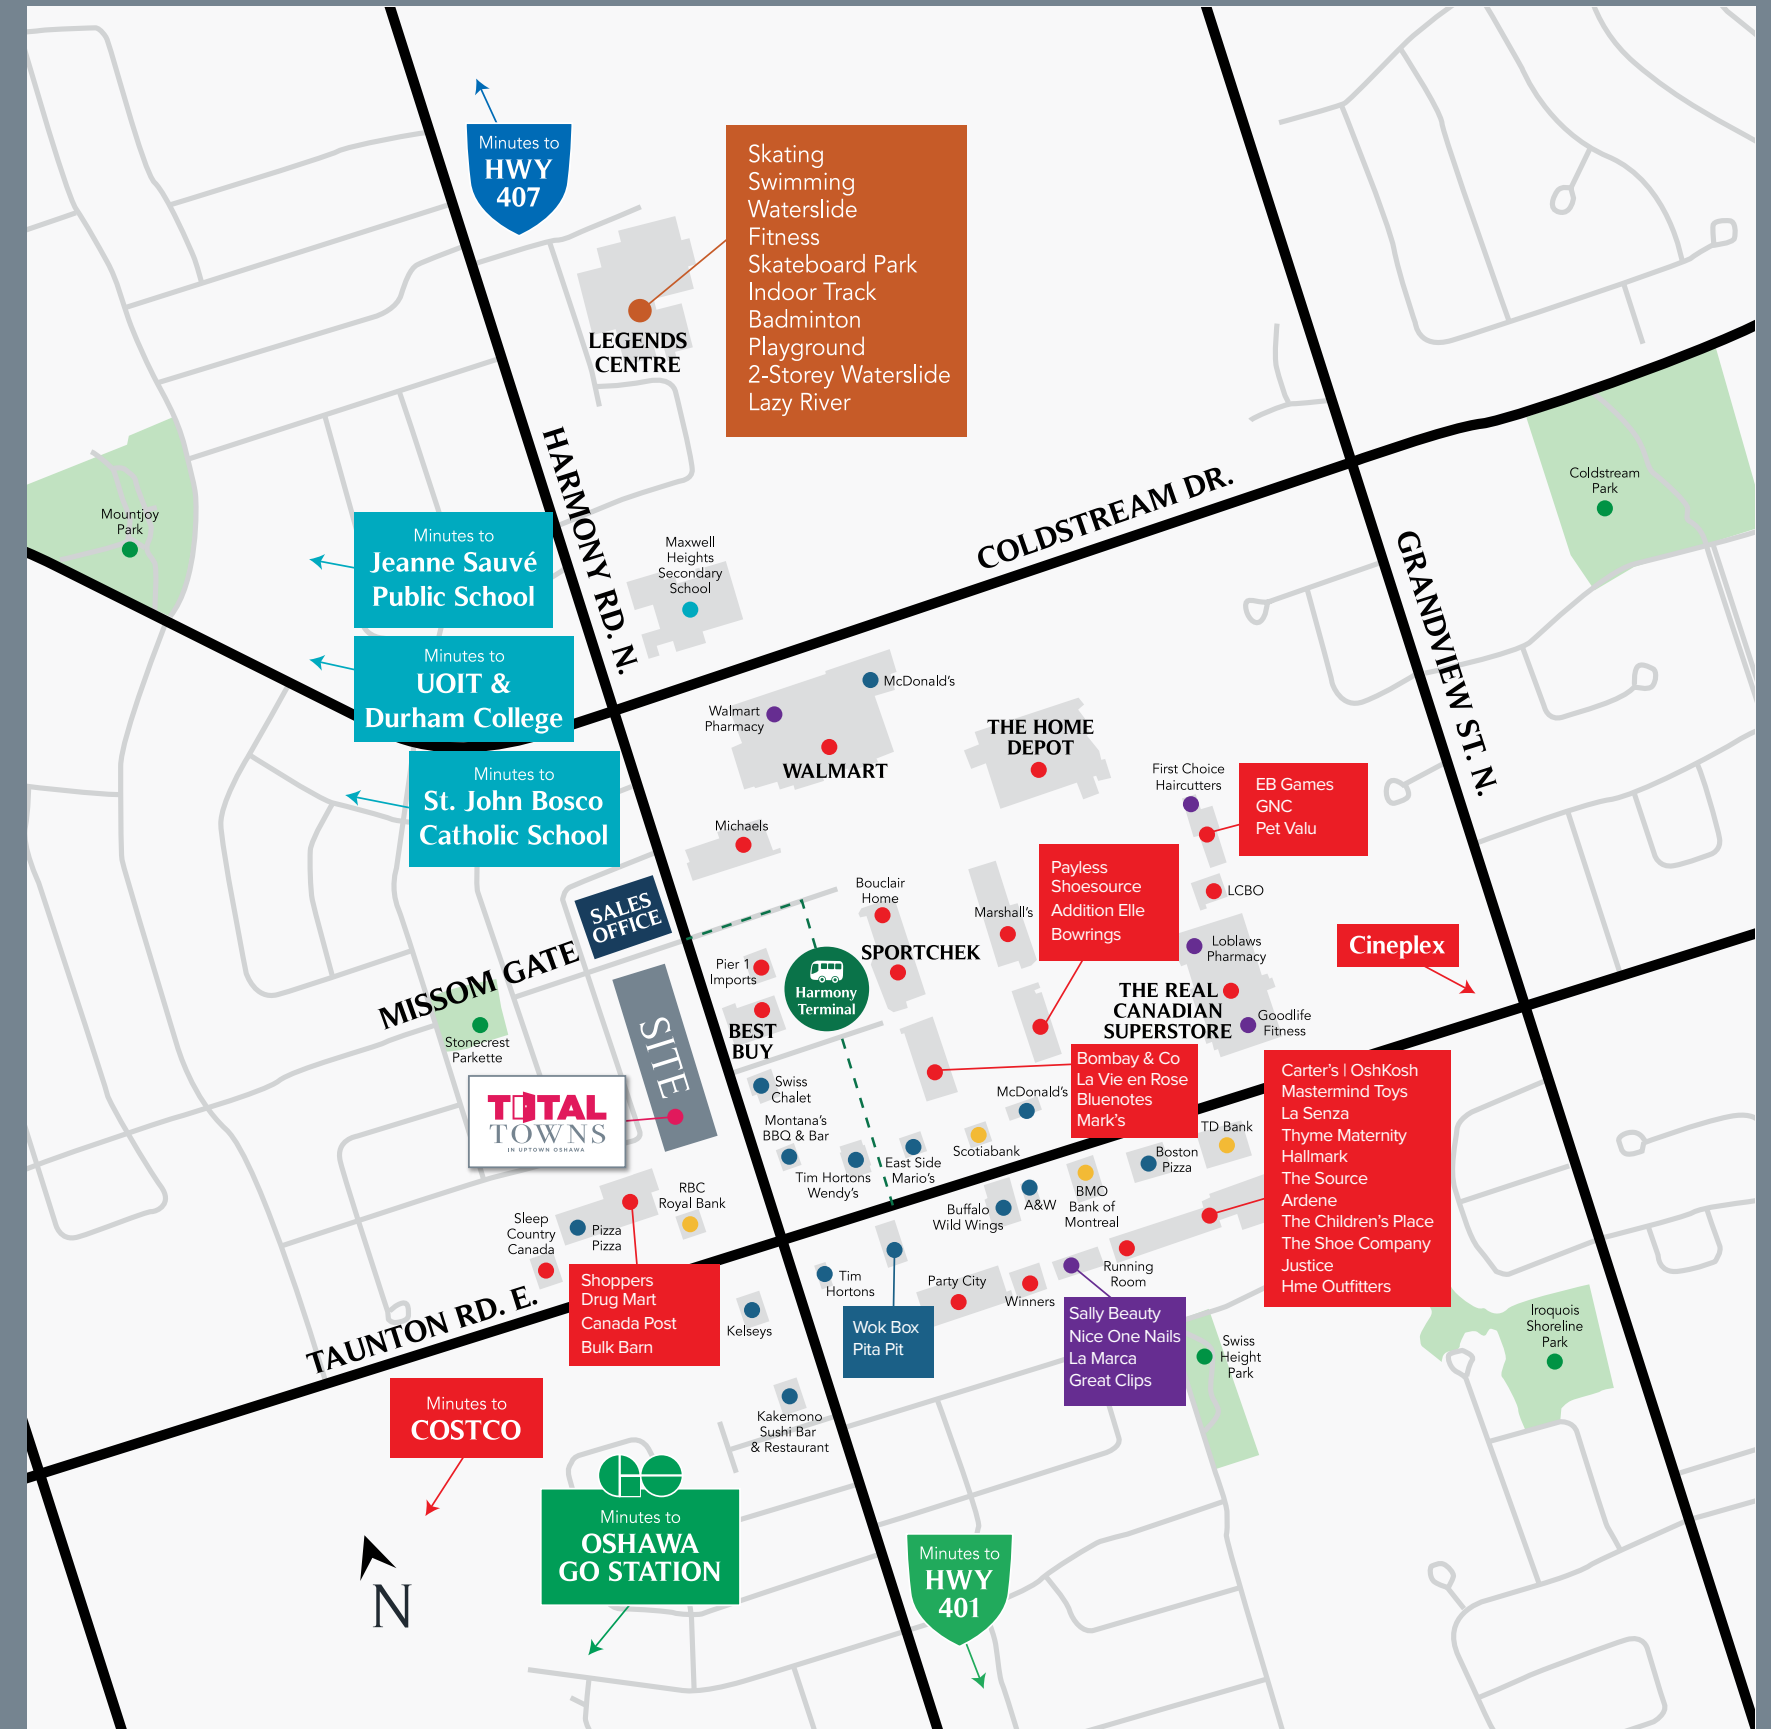 Minutes to
HWY
407
Skating
Swimming
Waterslide
Fitness
Skateboard Park
Indoor Track
Badminton
Playground
2-Storey Waterslide
Lazy River
LEGENDS
CENTRE
HARMONY RD. N.
COLDSTREAM DR.
GRANDVIEW ST. N.
Coldstream
Park
Mountjoy
Park
Minutes to
Jeanne Sauvé
Public School
Minutes to
UOIT &
Durham College
Minutes to
St. John Bosco
Catholic School
Maxwell
Heights
Secondary
School
McDonald's
Walmart
Pharmacy
WALMART
THE HOME
DEPOT
First Choice
Haircutters
EB Games
GNC
Pet Valu
Michaels
Payless
Shoesource
Addition Elle
Bowrings
LCBO
Bouclair
Home
Marshall's
SALES
OFFICE
MISSOM GATE
SPORTCHEK
Loblaws
Pharmacy
Cineplex
Pier 1
Imports
Harmony
Terminal
THE REAL
CANADIAN
SUPERSTORE
Goodlife
Fitness
BEST
BUY
SITE
Stonecrest
Parkette
TOTAL
TOWNS
IN UPTOWN OSHAWA
Swiss
Chalet
Montana's
BBQ & Bar
Tim Hortons
Wendy's
East Side
Mario's
Scotiabank
McDonald's
Bombay & Co
La Vie en Rose
Bluenotes
Mark's
TD Bank
Boston
Pizza
BMO
Bank of
Montreal
A&W
Buffalo
Wild Wings
Carter's | OshKosh
Mastermind Toys
La Senza
Thyme Maternity
Hallmark
The Source
Ardene
The Children's Place
The Shoe Company
Justice
Hme Outfitters
RBC
Royal Bank
Sleep
Country
Canada
Pizza
Pizza
Shoppers
Drug Mart
Canada Post
Bulk Barn
TAUNTON RD. E.
Tim
Hortons
Kelseys
Wok Box
Pita Pit
Party City
Winners
Running
Room
Sally Beauty
Nice One Nails
La Marca
Great Clips
Swiss
Height
Park
Iroquois
Shoreline
Park
Kakemono
Sushi Bar
& Restaurant
Minutes to
COSTCO
GO
Minutes to
OSHAWA
GO STATION
Minutes to
HWY
401
N